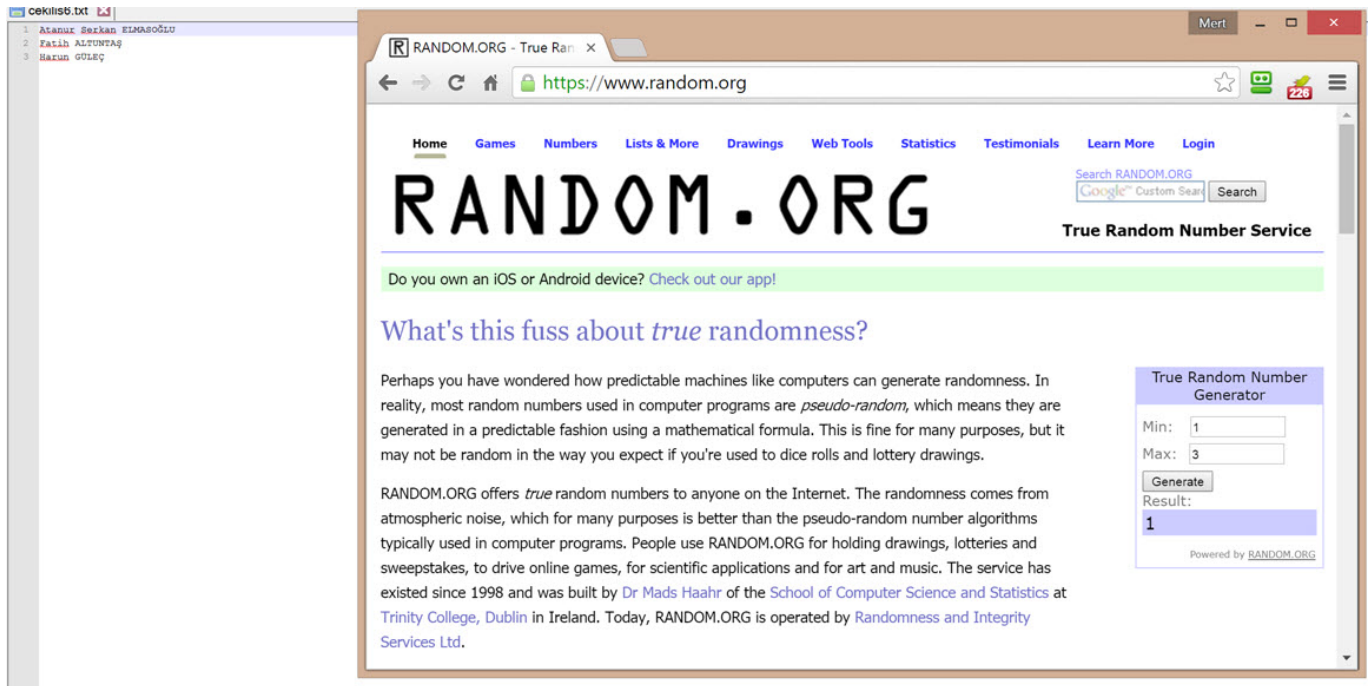 cekilis6.txt
1 Atanur Serkan ELMASOĞLU
2 Fatih ALTUNTAŞ
3 Harun GÜLEÇ
Mert
RANDOM.ORG - True Ran
https://www.random.org
226
Home Games Numbers Lists & More Drawings Web Tools Statistics Testimonials Learn More Login
Search RANDOM.ORG
Google™ Custom Sear Search
RANDOM.ORG
True Random Number Service
Do you own an iOS or Android device? Check out our app!
What's this fuss about true randomness?
Perhaps you have wondered how predictable machines like computers can generate randomness. In
reality, most random numbers used in computer programs are pseudo-random, which means they are
generated in a predictable fashion using a mathematical formula. This is fine for many purposes, but it
may not be random in the way you expect if you're used to dice rolls and lottery drawings.
RANDOM.ORG offers true random numbers to anyone on the Internet. The randomness comes from
atmospheric noise, which for many purposes is better than the pseudo-random number algorithms
typically used in computer programs. People use RANDOM.ORG for holding drawings, lotteries and
sweepstakes, to drive online games, for scientific applications and for art and music. The service has
existed since 1998 and was built by Dr Mads Haahr of the School of Computer Science and Statistics at
Trinity College, Dublin in Ireland. Today, RANDOM.ORG is operated by Randomness and Integrity
Services Ltd.
True Random Number
Generator
Min: 1
Max: 3
Generate
Result:
1
Powered by RANDOM.ORG